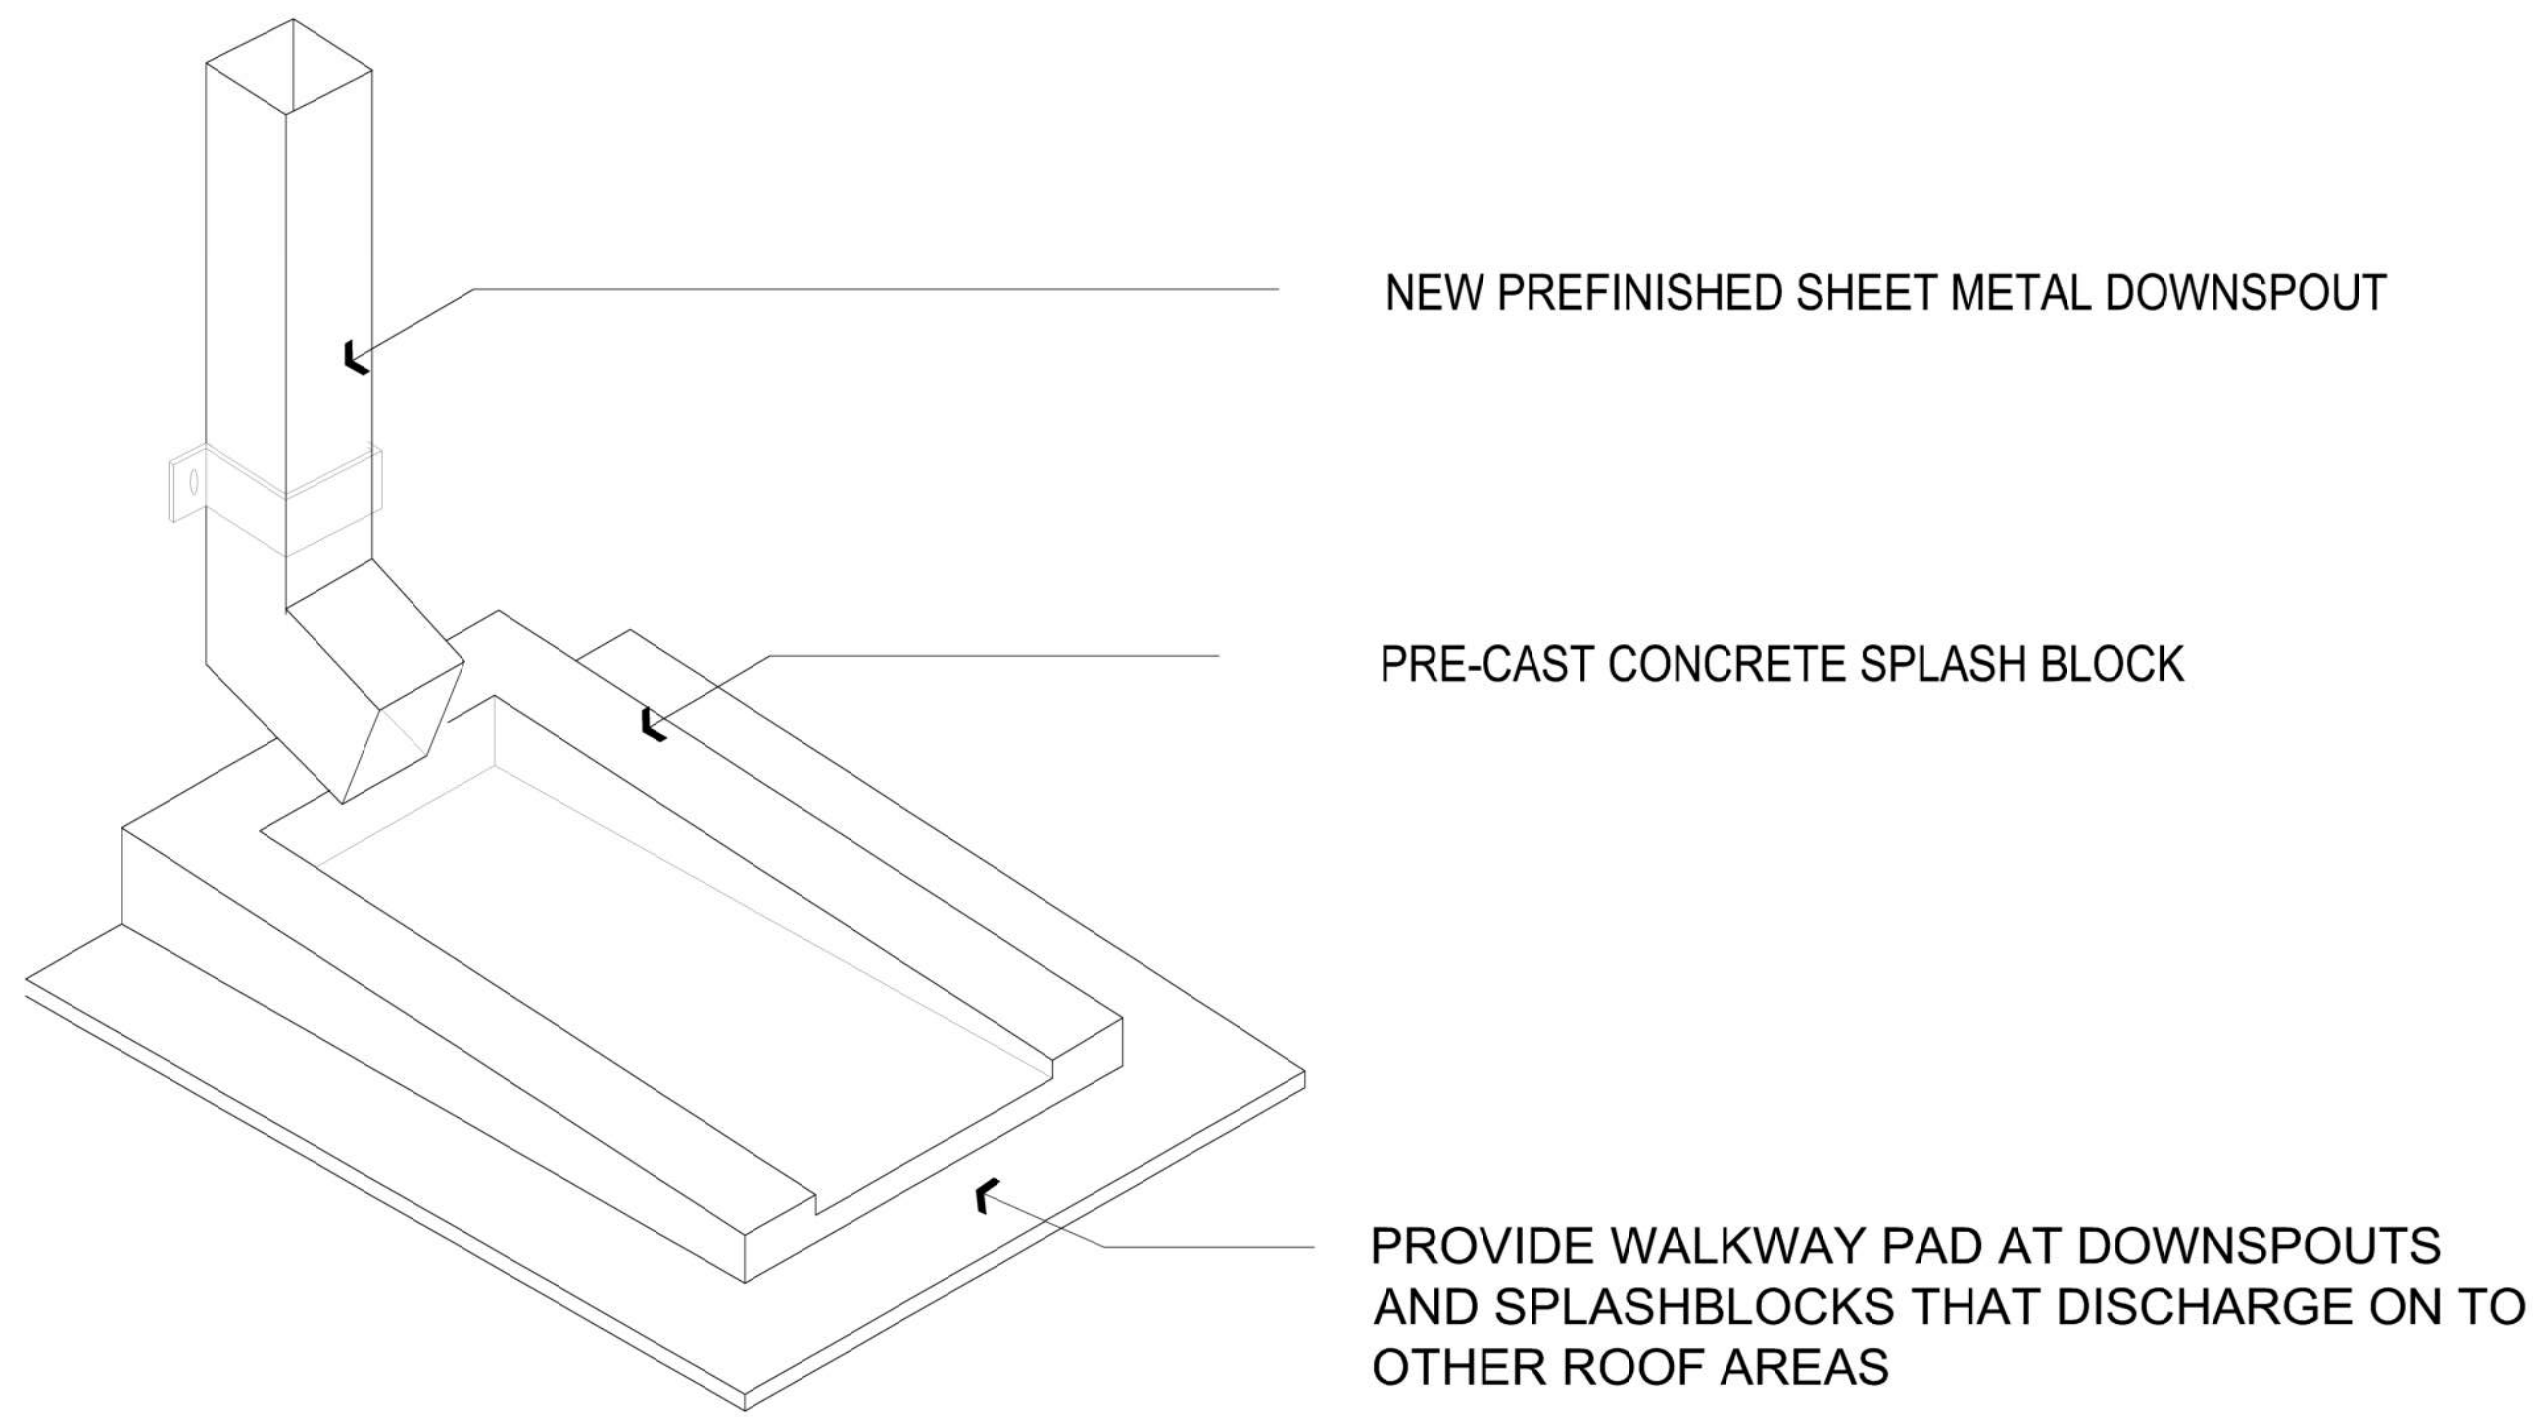 NEW PREFINISHED SHEET METAL DOWNSPOUT
PRE-CAST CONCRETE SPLASH BLOCK
PROVIDE WALKWAY PAD AT DOWNSPOUTS
AND SPLASHBLOCKS THAT DISCHARGE ON TO
OTHER ROOF AREAS